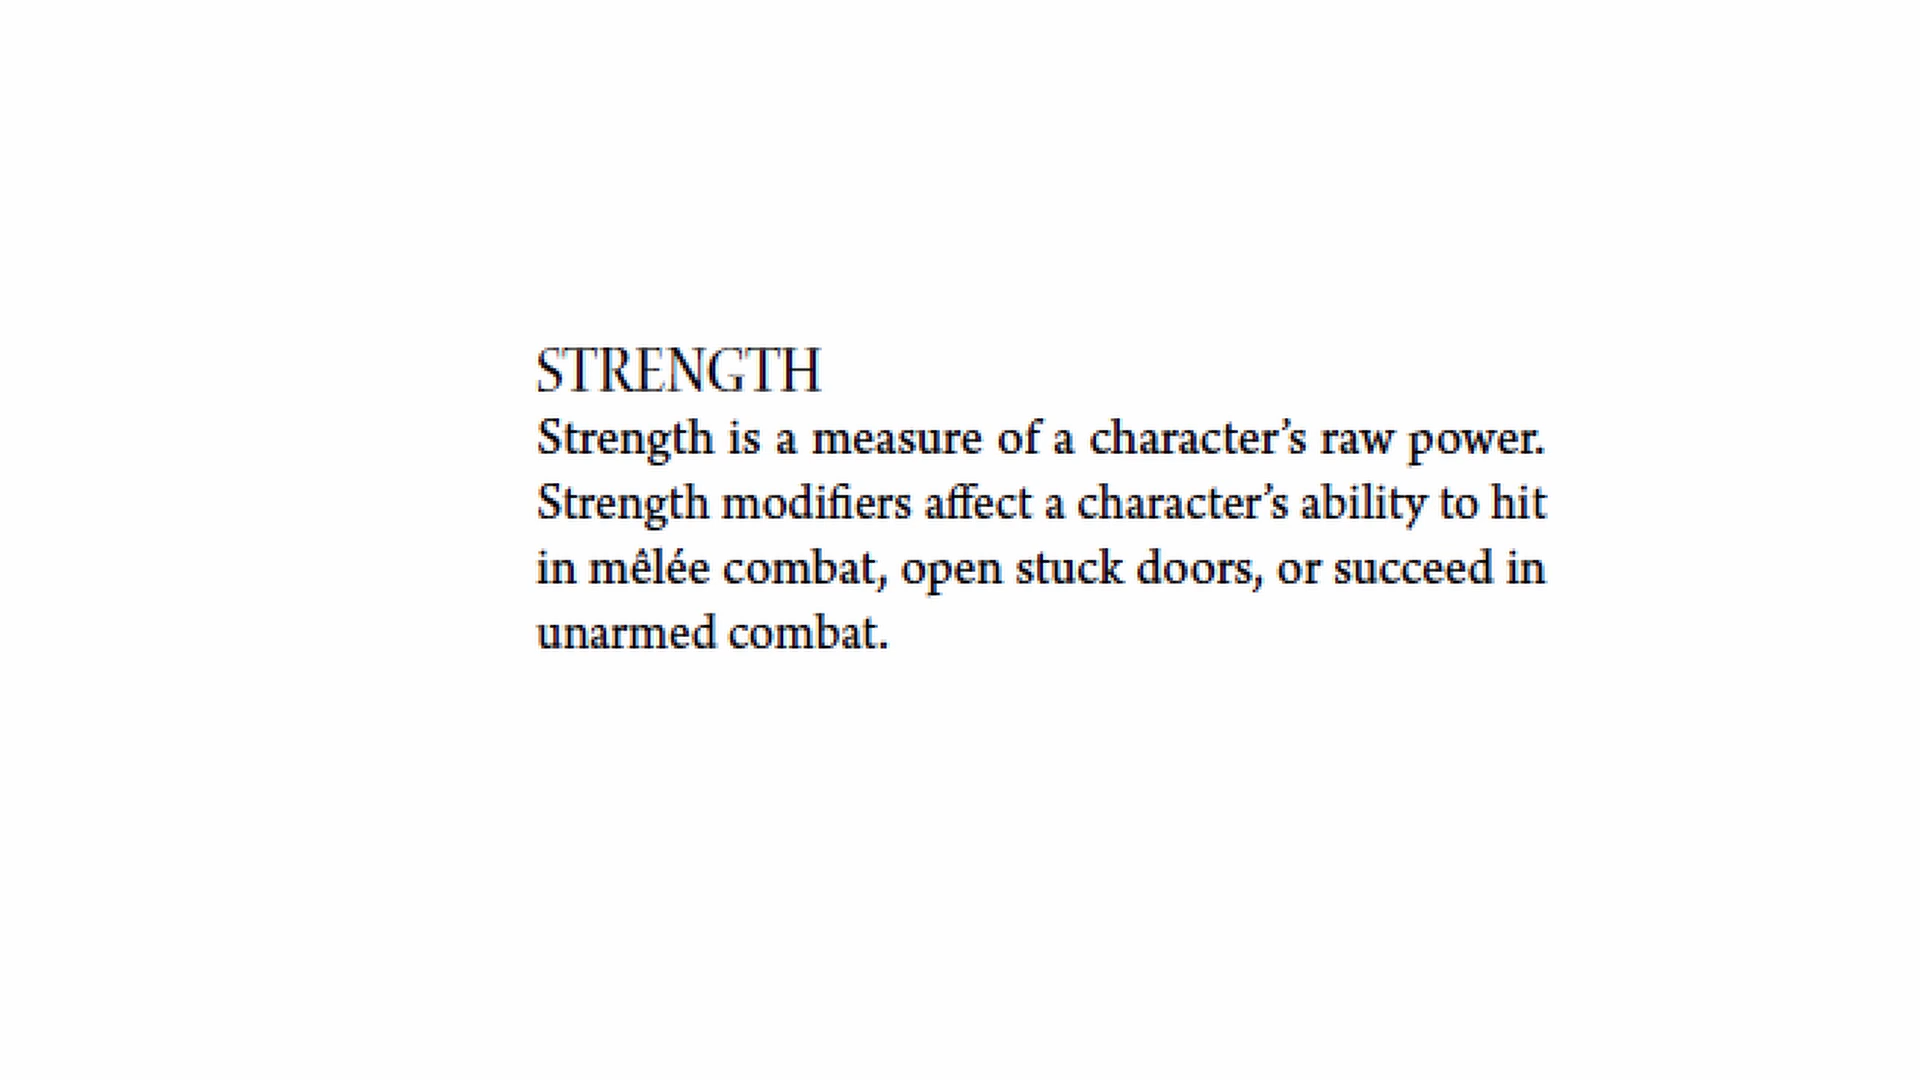 STRENGTH
Strength is a measure of a character’s raw power.
Strength modifiers affect a character’s ability to hit
in mêlée combat, open stuck doors, or succeed in
unarmed combat.